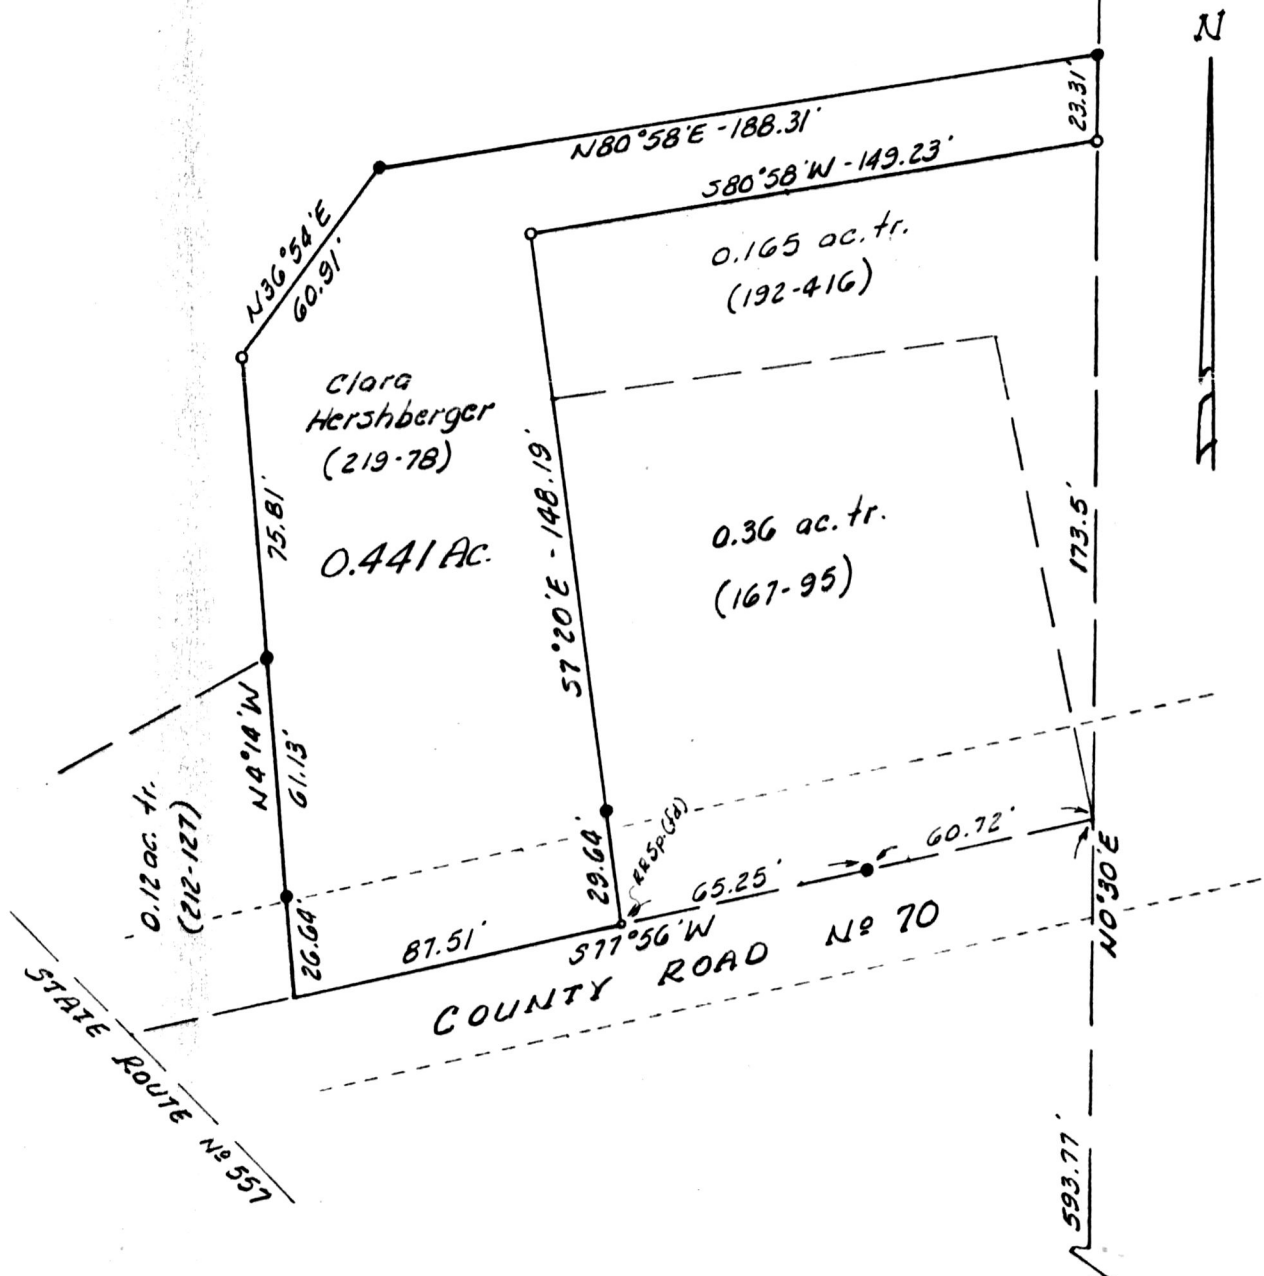 N
23.31'
N80°58'E - 188.31'
S80°58'W - 149.23'
0.165 ac. tr.
(192-416)
N36°54'E
60.91'
Clara
Hershberger
(219-78)
0.441 Ac.
75.81'
S7°20'E - 148.19'
0.36 ac. tr.
(167-95)
173.5'
N4°14'W
61.13'
0.12 ac. tr.
(212-127)
29.64'
RR.Sp.(fd)
65.25'
60.72'
N0°30'E
26.64'
87.51'
S77°56'W
COUNTY ROAD Nº 70
STATE ROUTE Nº 557
593.77'